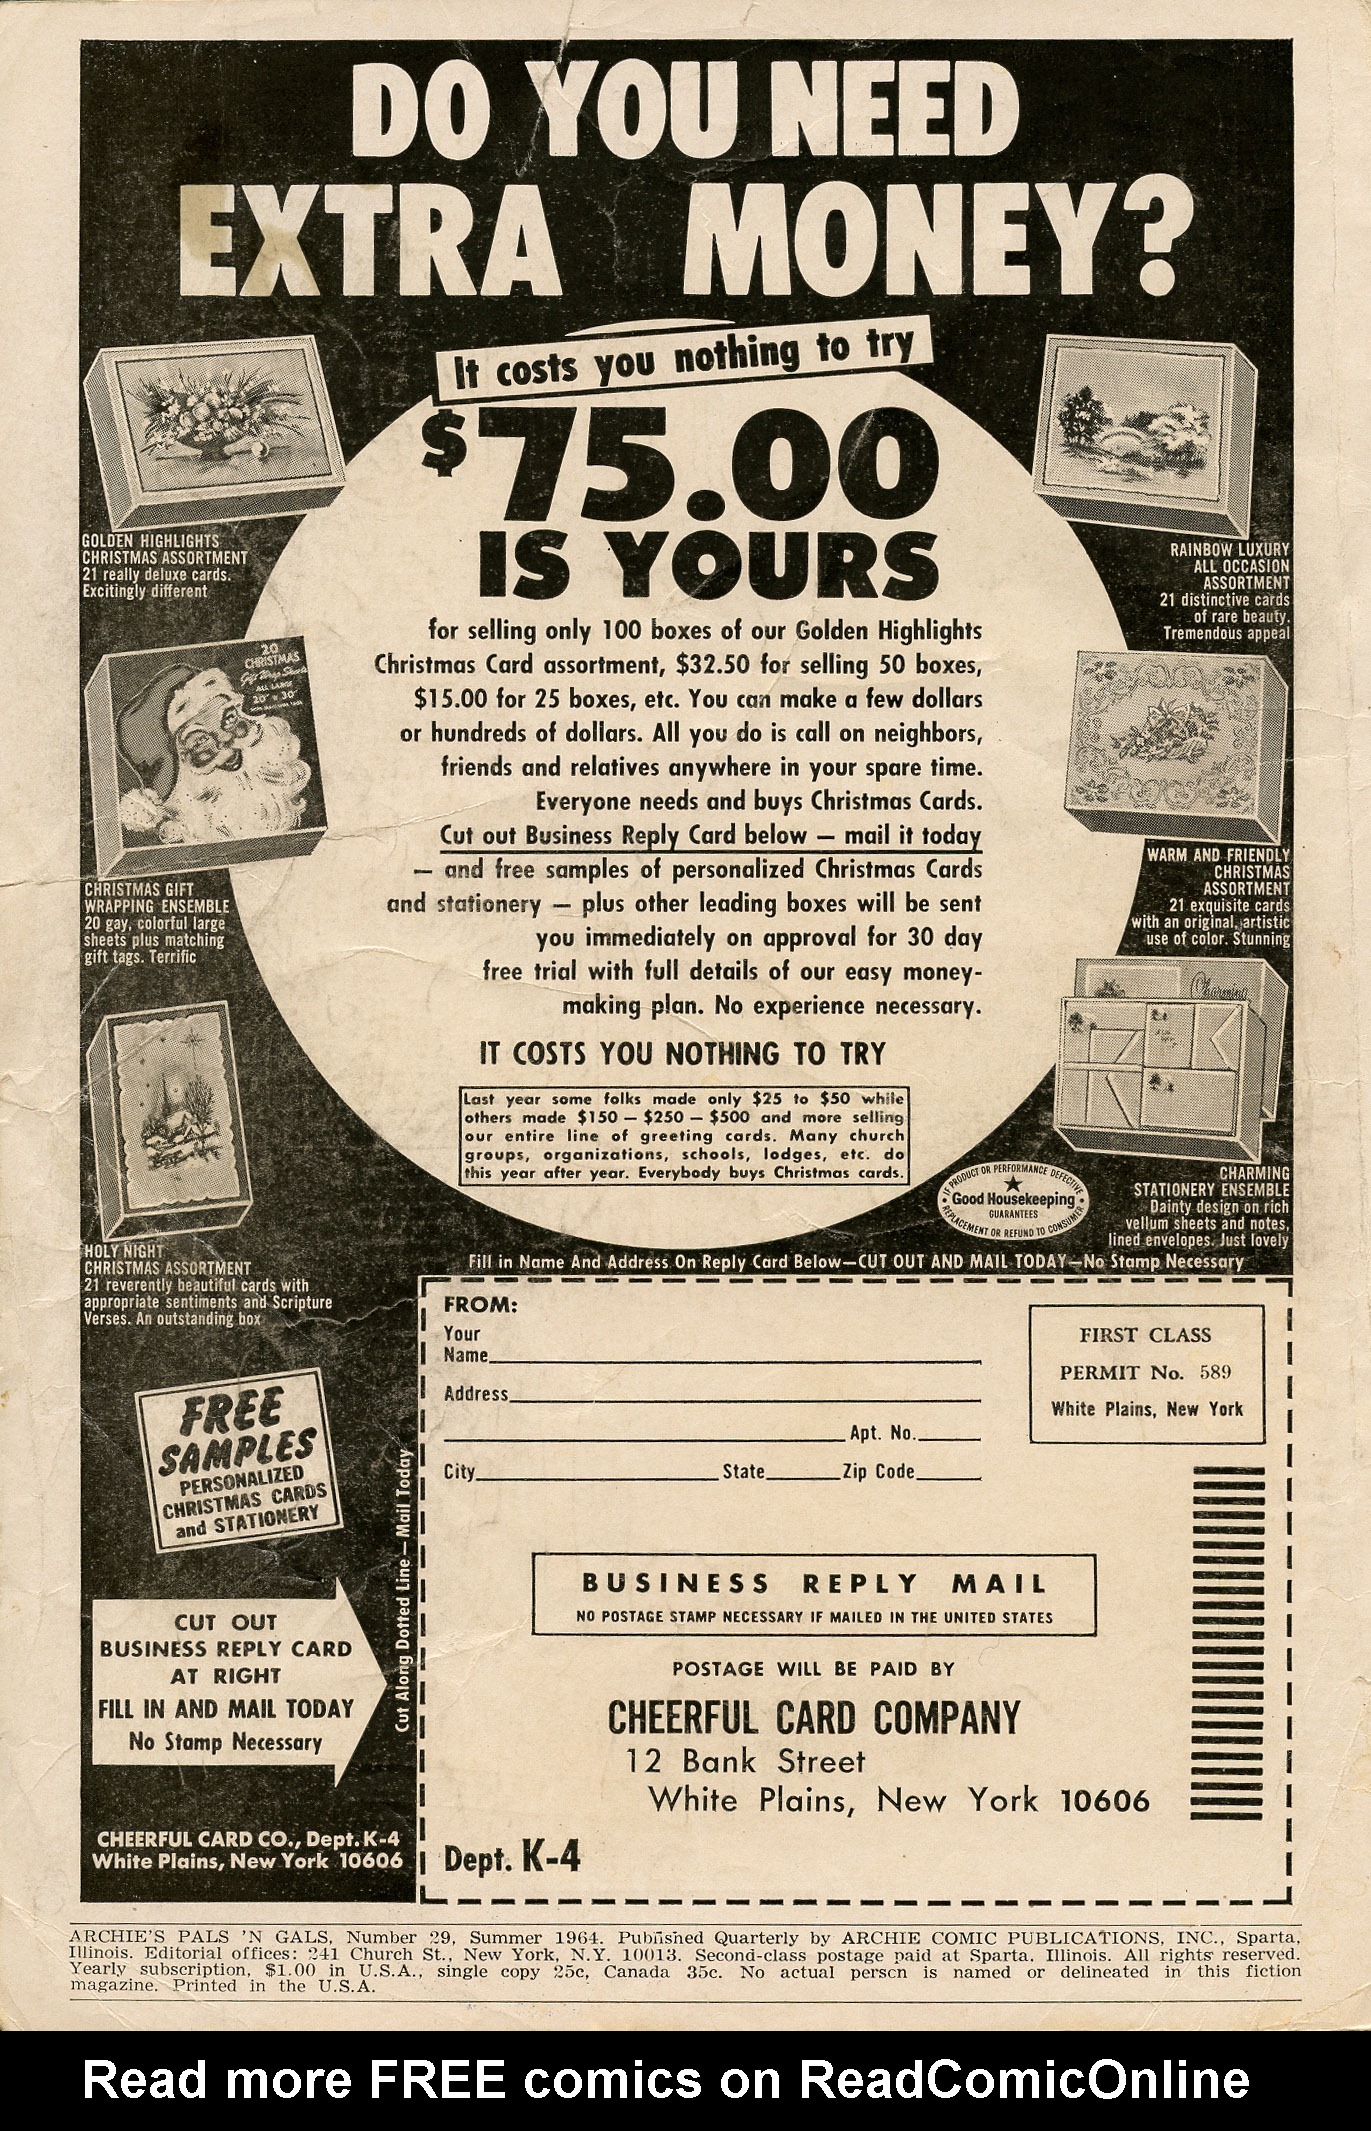 DO YOU NEED
EXTRA MONEY?
It costs you nothing to try
$75.00
IS YOURS
for selling only 100 boxes of our Golden Highlights
Christmas Card assortment, $32.50 for selling 50 boxes,
$15.00 for 25 boxes, etc. You can make a few dollars
or hundreds of dollars. All you do is call on neighbors,
friends and relatives anywhere in your spare time.
Everyone needs and buys Christmas Cards.
Cut out Business Reply Card below — mail it today
— and free samples of personalized Christmas Cards
and stationery — plus other leading boxes will be sent
you immediately on approval for 30 day
free trial with full details of our easy money-
making plan. No experience necessary.
IT COSTS YOU NOTHING TO TRY
Last year some folks made only $25 to $50 while
others made $150 — $250 — $500 and more selling
our entire line of greeting cards. Many church
groups, organizations, schools, lodges, etc. do
this year after year. Everybody buys Christmas cards.
GOLDEN HIGHLIGHTS
CHRISTMAS ASSORTMENT
21 really deluxe cards.
Excitingly different
20
CHRISTMAS
Gift Wrap Sheets
ALL LARGE
20" x 30"
CHRISTMAS GIFT
WRAPPING ENSEMBLE
20 gay, colorful large
sheets plus matching
gift tags. Terrific
HOLY NIGHT
CHRISTMAS ASSORTMENT
21 reverently beautiful cards with
appropriate sentiments and Scripture
Verses. An outstanding box
RAINBOW LUXURY
ALL OCCASION
ASSORTMENT
21 distinctive cards
of rare beauty.
Tremendous appeal
WARM AND FRIENDLY
CHRISTMAS
ASSORTMENT
21 exquisite cards
with an original, artistic
use of color. Stunning
Charming
CHARMING
STATIONERY ENSEMBLE
Dainty design on rich
vellum sheets and notes,
lined envelopes. Just lovely
IF PRODUCT OR PERFORMANCE DEFECTIVE
Good Housekeeping
GUARANTEES
REPLACEMENT OR REFUND TO CONSUMER
Fill in Name And Address On Reply Card Below—CUT OUT AND MAIL TODAY—No Stamp Necessary
FREE
SAMPLES
PERSONALIZED
CHRISTMAS CARDS
and STATIONERY
CUT OUT
BUSINESS REPLY CARD
AT RIGHT
FILL IN AND MAIL TODAY
No Stamp Necessary
CHEERFUL CARD CO., Dept. K-4
White Plains, New York 10606
Cut Along Dotted Line—Mail Today
FROM:
Your
Name
Address
Apt. No.
City State Zip Code
FIRST CLASS
PERMIT No. 589
White Plains, New York
BUSINESS REPLY MAIL
NO POSTAGE STAMP NECESSARY IF MAILED IN THE UNITED STATES
POSTAGE WILL BE PAID BY
CHEERFUL CARD COMPANY
12 Bank Street
White Plains, New York 10606
Dept. K-4
ARCHIE'S PALS 'N GALS, Number 29, Summer 1964. Published Quarterly by ARCHIE COMIC PUBLICATIONS, INC., Sparta,
Illinois. Editorial offices: 241 Church St., New York, N.Y. 10013. Second-class postage paid at Sparta, Illinois. All rights reserved.
Yearly subscription, $1.00 in U.S.A., single copy 25c, Canada 35c. No actual person is named or delineated in this fiction
magazine. Printed in the U.S.A.
Read more FREE comics on ReadComicOnline